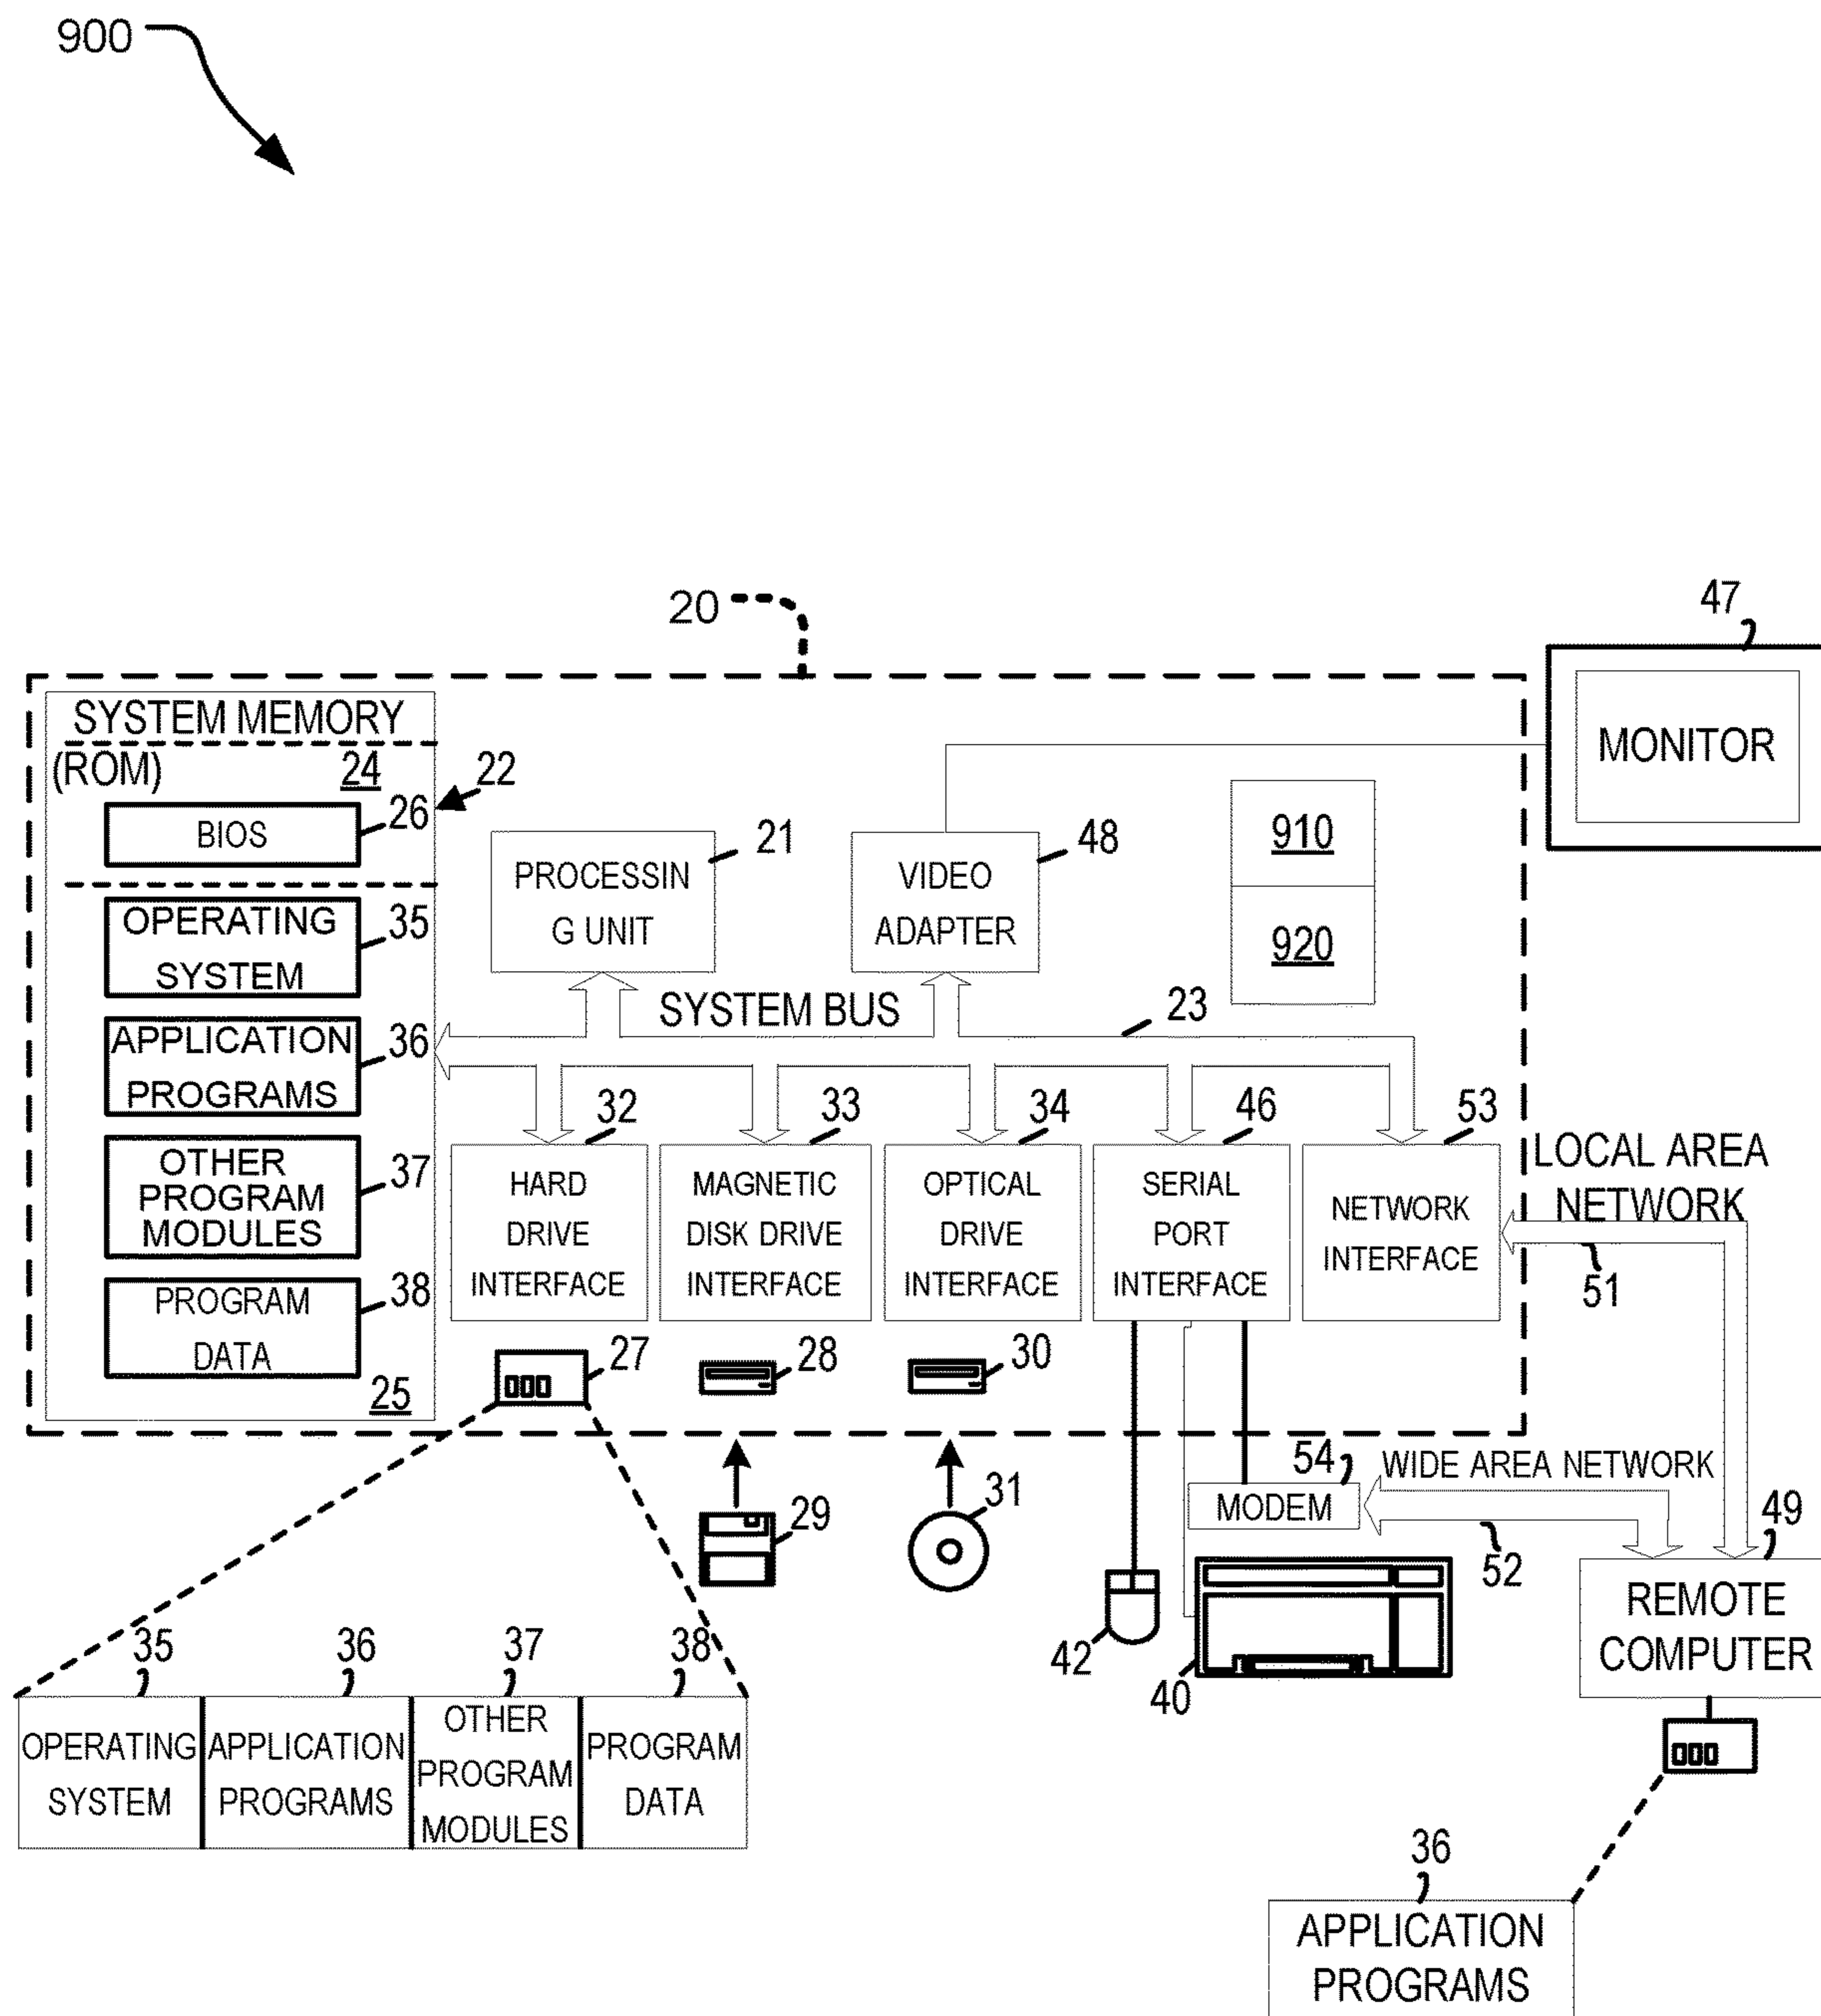 900
20
47
SYSTEM MEMORY
(ROM)
24
22
BIOS
26
MONITOR
PROCESSIN
G UNIT
21
VIDEO
ADAPTER
48
910
920
OPERATING
SYSTEM
35
SYSTEM BUS
23
APPLICATION
PROGRAMS
36
OTHER
PROGRAM
MODULES
37
PROGRAM
DATA
38
25
32
HARD
DRIVE
INTERFACE
33
MAGNETIC
DISK DRIVE
INTERFACE
34
OPTICAL
DRIVE
INTERFACE
46
SERIAL
PORT
INTERFACE
53
NETWORK
INTERFACE
LOCAL AREA
NETWORK
51
27
28
30
29
31
54
MODEM
WIDE AREA NETWORK
52
49
REMOTE
COMPUTER
42
40
35
36
37
38
OPERATING
SYSTEM
APPLICATION
PROGRAMS
OTHER
PROGRAM
MODULES
PROGRAM
DATA
36
APPLICATION
PROGRAMS